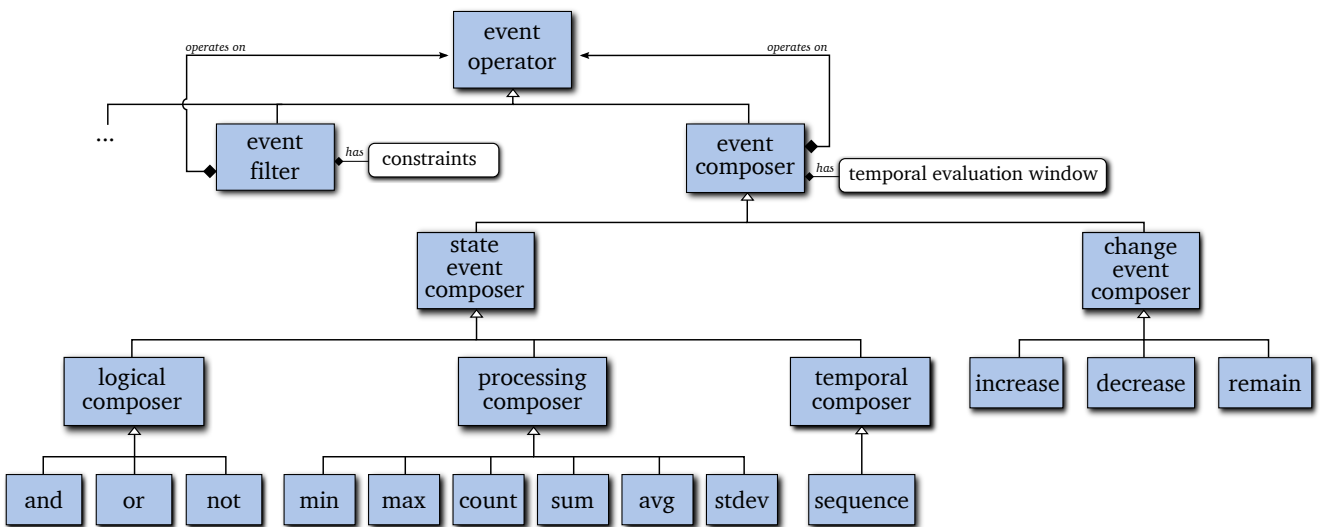 event
operator
operates on
operates on
...
event
filter
has
constraints
event
composer
has
temporal evaluation window
state
event
composer
change
event
composer
logical
composer
processing
composer
temporal
composer
increase
decrease
remain
and
or
not
min
max
count
sum
avg
stdev
sequence